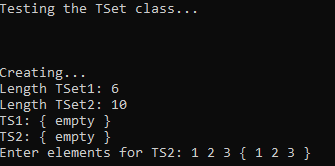 Testing the TSet class...
Creating...
Length TSet1: 6
Length TSet2: 10
TS1: { empty }
TS2: { empty }
Enter elements for TS2: 1 2 3 { 1 2 3 }